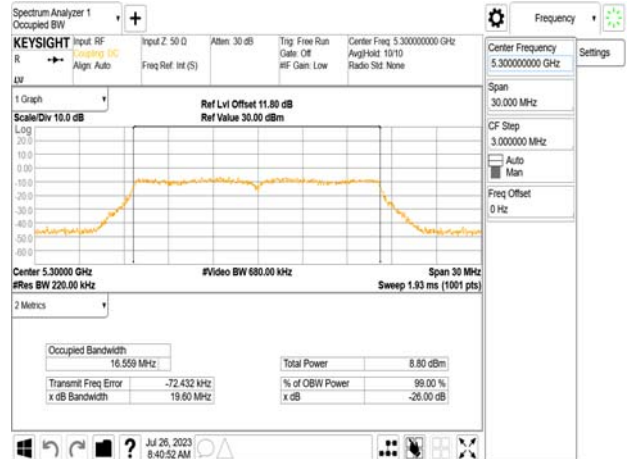 Spectrum Analyzer 1
Occupied BW
Frequency
KEYSIGHT
R
Input: RF
Coupling: DC
Align: Auto
Input Z: 50 Ω
Freq Ref: Int (S)
Atten: 30 dB
Trig: Free Run
Gate: Off
#IF Gain: Low
Center Freq: 5.300000000 GHz
Avg|Hold: 10/10
Radio Std: None
Center Frequency
5.300000000 GHz
Settings
Span
30.000 MHz
CF Step
3.000000 MHz
Auto
Man
Freq Offset
0 Hz
1 Graph
Scale/Div 10.0 dB
Ref Lvl Offset 11.80 dB
Ref Value 30.00 dBm
Log
20.0
10.0
0.00
-10.0
-20.0
-30.0
-40.0
-50.0
-60.0
Center 5.30000 GHz
#Video BW 680.00 kHz
Span 30 MHz
#Res BW 220.00 kHz
Sweep 1.93 ms (1001 pts)
2 Metrics
Occupied Bandwidth
16.559 MHz
Total Power 8.80 dBm
Transmit Freq Error -72.432 kHz
% of OBW Power 99.00 %
x dB Bandwidth 19.60 MHz
x dB -26.00 dB
?
Jul 26, 2023
8:40:52 AM